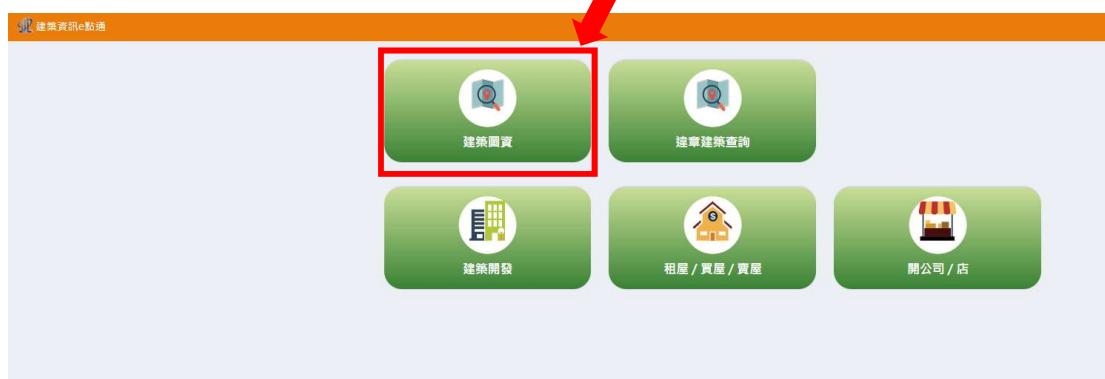 建築資訊e點通
建築圖資
違章建築查詢
建築開發
租屋 / 買屋 / 賣屋
開公司 / 店